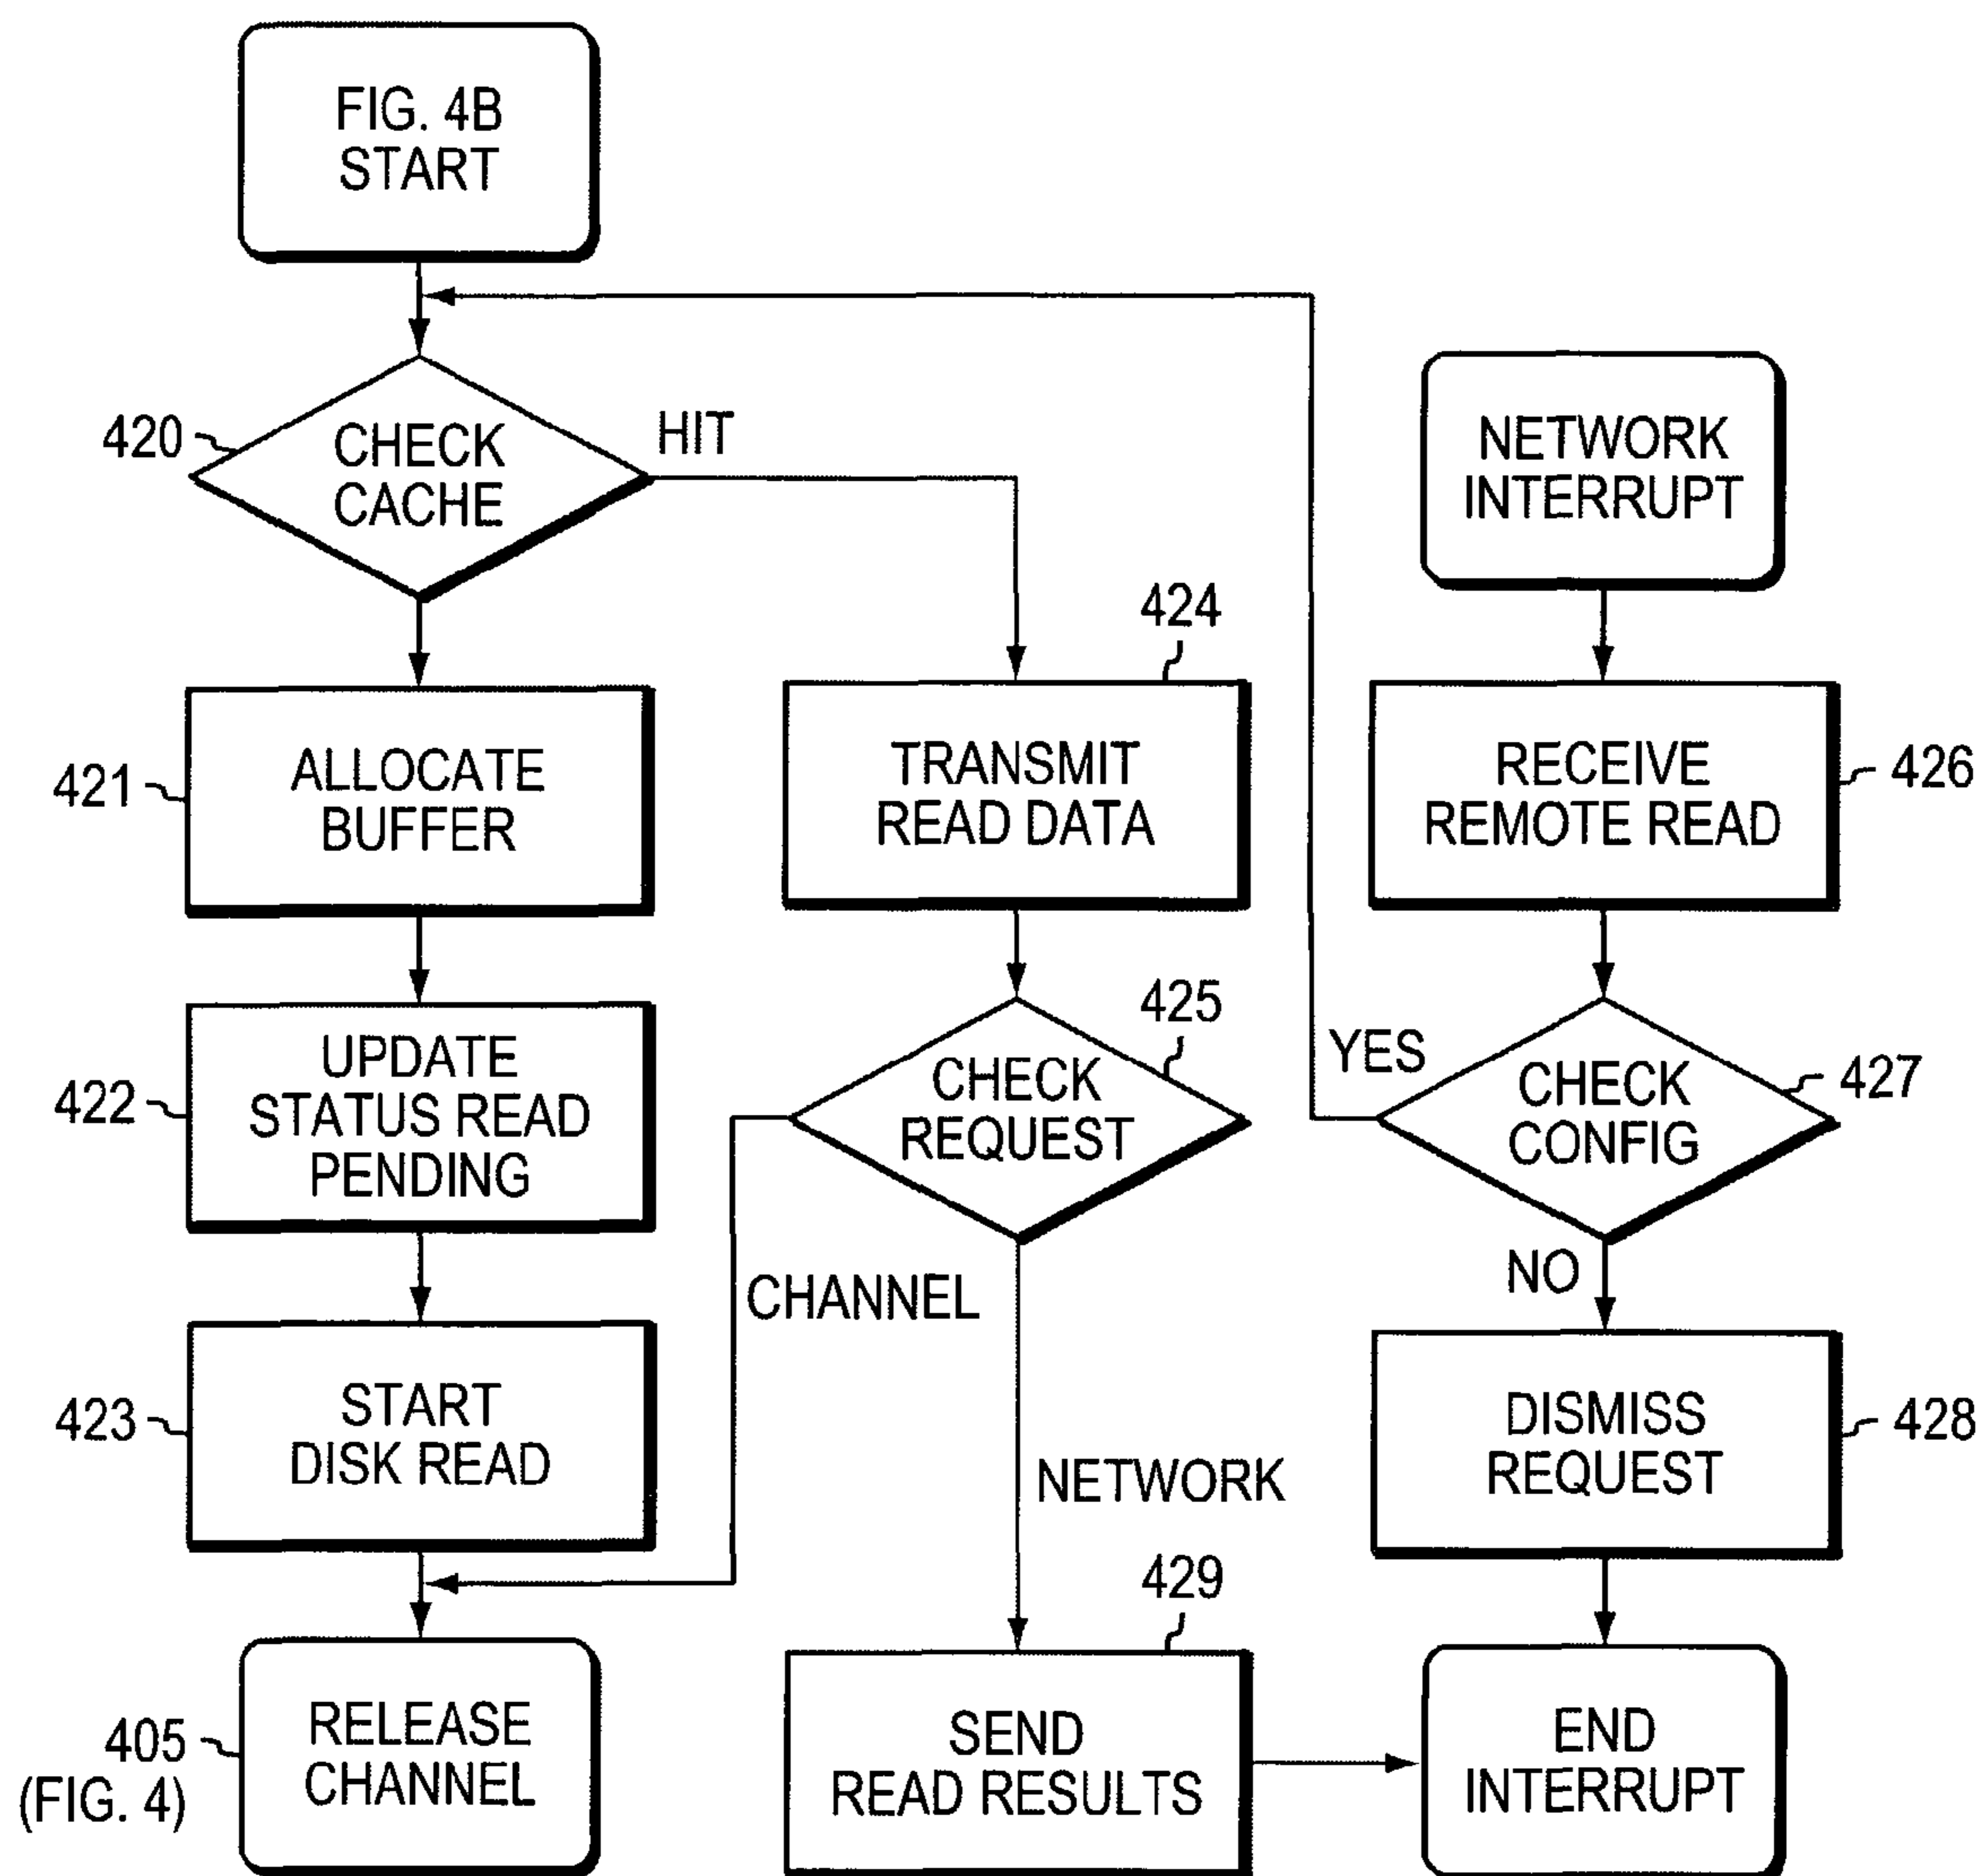 FIG. 4B
START
420
CHECK
CACHE
HIT
NETWORK
INTERRUPT
421
ALLOCATE
BUFFER
424
TRANSMIT
READ DATA
RECEIVE
REMOTE READ
426
422
UPDATE
STATUS READ
PENDING
425
CHECK
REQUEST
YES
CHECK
CONFIG
427
CHANNEL
NO
423
START
DISK READ
NETWORK
DISMISS
REQUEST
428
405
(FIG. 4)
RELEASE
CHANNEL
429
SEND
READ RESULTS
END
INTERRUPT